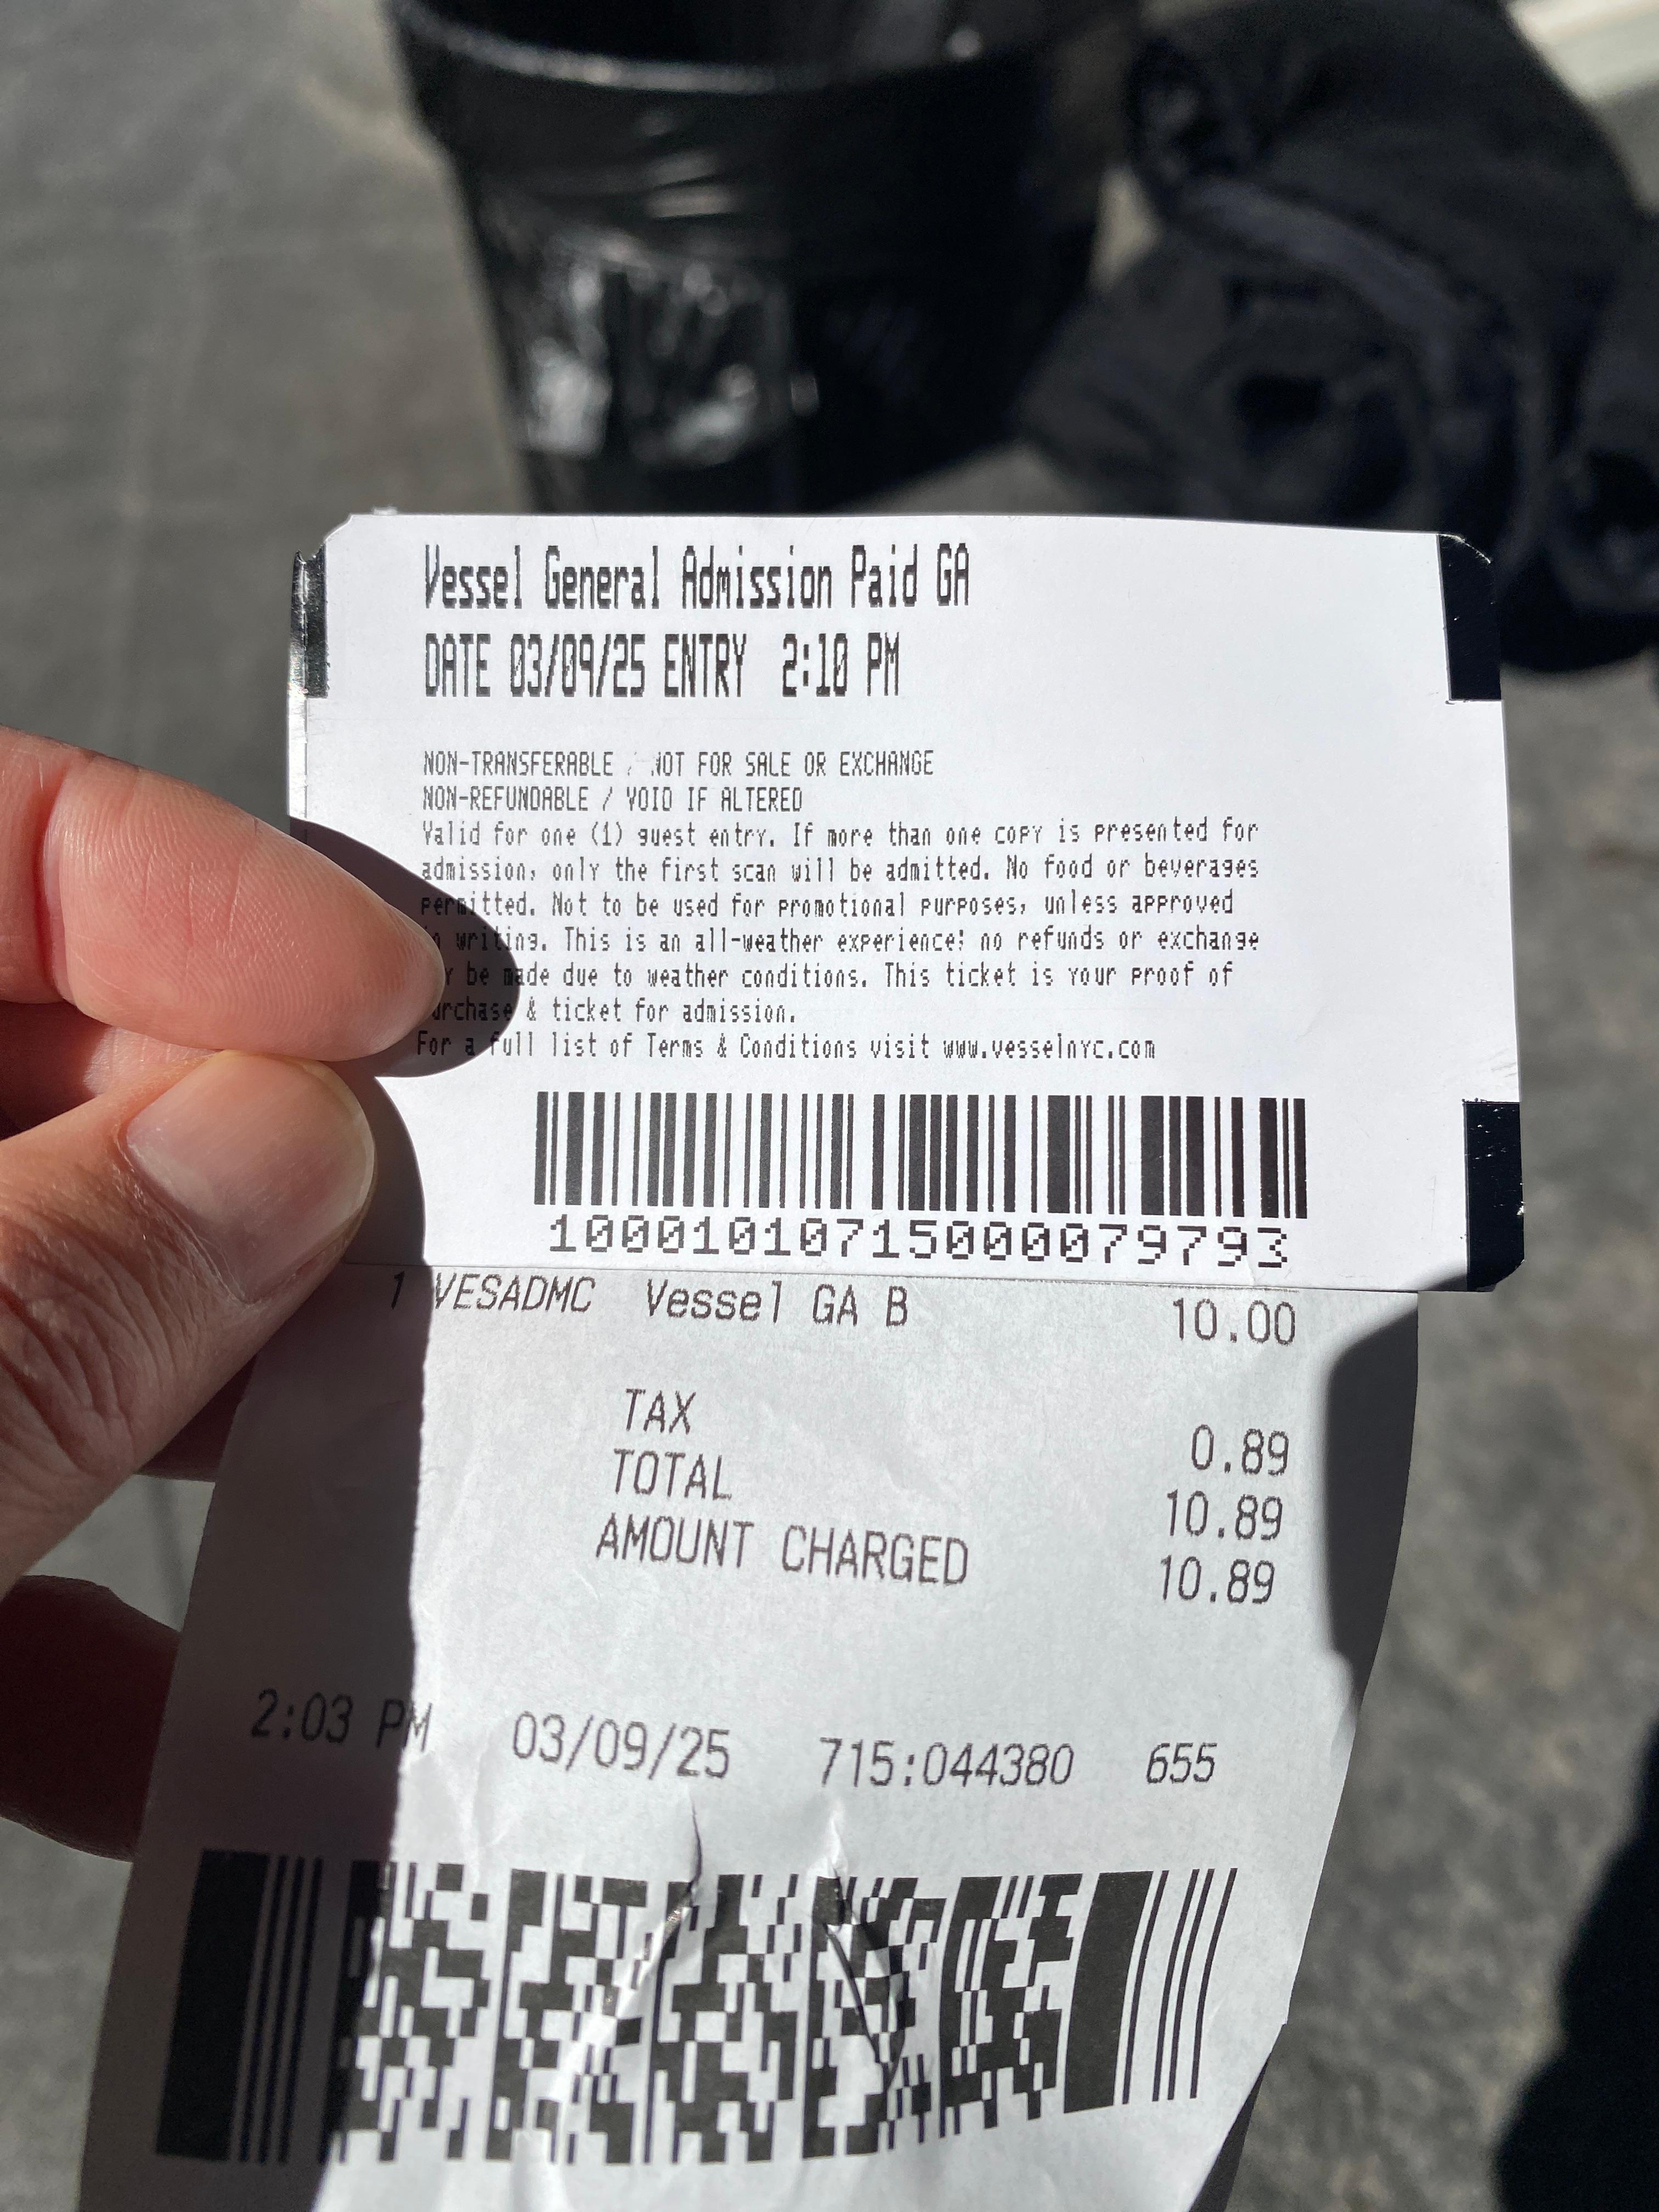 Vessel General Admission Paid GA
DATE 03/09/25 ENTRY 2:10 PM
NON-TRANSFERABLE / NOT FOR SALE OR EXCHANGE
NON-REFUNDABLE / VOID IF ALTERED
Valid for one (1) guest entry. If more than one copy is presented for
admission, only the first scan will be admitted. No food or beverages
permitted. Not to be used for promotional purposes, unless approved
in writing. This is an all-weather experience; no refunds or exchange
be made due to weather conditions. This ticket is your proof of
purchase & ticket for admission.
For a full list of Terms & Conditions visit www.vesselnyc.com
1000101071500007979​3
1 VESADMC Vessel GA B 10.00
TAX 0.89
TOTAL 10.89
AMOUNT CHARGED 10.89
2:03 PM 03/09/25 715:044380 655